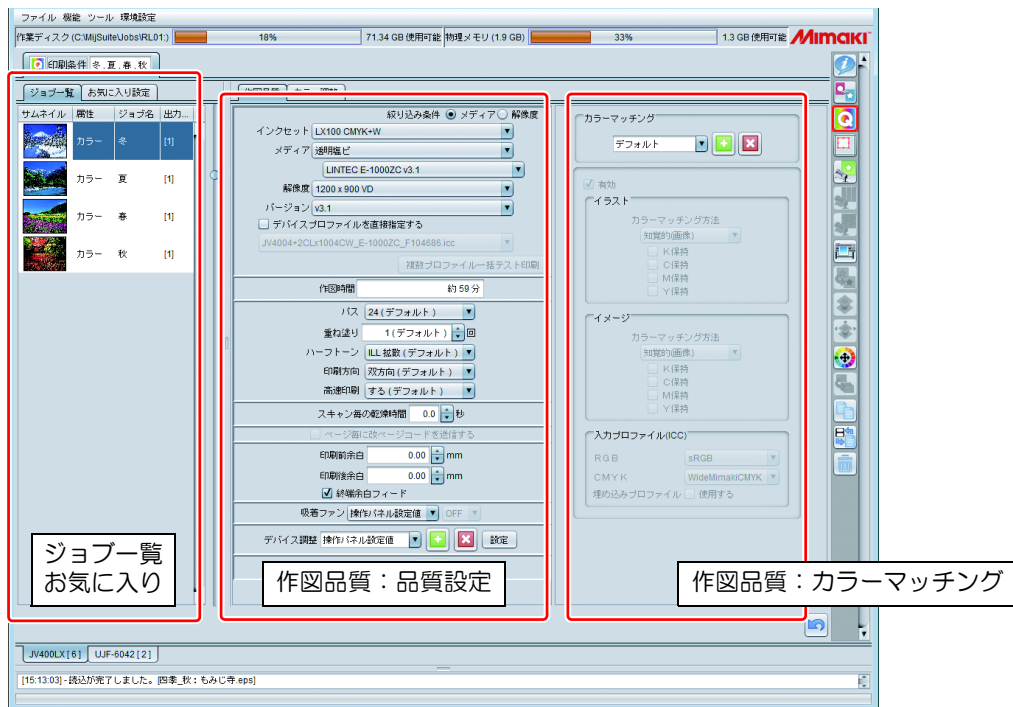 ファイル 機能 ツール 環境設定
作業ディスク (C:\MijSuite\Jobs\RL01:) 18% 71.34 GB 使用可能 物理メモリ (1.9 GB) 33% 1.3 GB 使用可能 Mimaki
印刷条件 冬, 夏, 春, 秋
ジョブ一覧 お気に入り設定
サムネイル 属性 ジョブ名 出力...
カラー 冬 [1]
カラー 夏 [1]
カラー 春 [1]
カラー 秋 [1]
ジョブ一覧
お気に入り
絞り込み条件 メディア 解像度
インクセット LX100 CMYK+W
メディア 透明塩ビ
LINTEC E-1000ZC v3.1
解像度 1200 x 900 VD
バージョン v3.1
デバイスプロファイルを直接指定する
JV4004+2CLx1004CW_E-1000ZC_F104686.icc
複数プロファイル一括テスト印刷
作図時間 約 59 分
パス 24 ( デフォルト )
重ね塗り 1 ( デフォルト ) 回
ハーフトーン ILL 拡散 ( デフォルト )
印刷方向 双方向 ( デフォルト )
高速印刷 する ( デフォルト )
スキャン毎の乾燥時間 0.0 秒
ページ毎に改ページコードを送信する
印刷前余白 0.00 mm
印刷後余白 0.00 mm
終端余白フィード
吸着ファン 操作パネル設定値 OFF
デバイス調整 操作パネル設定値 設定
作図品質：品質設定
カラーマッチング
デフォルト
有効
イラスト
カラーマッチング方法
知覚的(画像)
K保持
C保持
M保持
Y保持
イメージ
カラーマッチング方法
知覚的(画像)
K保持
C保持
M保持
Y保持
入力プロファイル(ICC)
RGB sRGB
CMYK WideMimakiCMYK
埋め込みプロファイル 使用する
作図品質：カラーマッチング
JV400LX [ 6 ] UJF-6042 [ 2 ]
[15:13:03] - 読込が完了しました。[四季_秋：もみじ寺.eps]